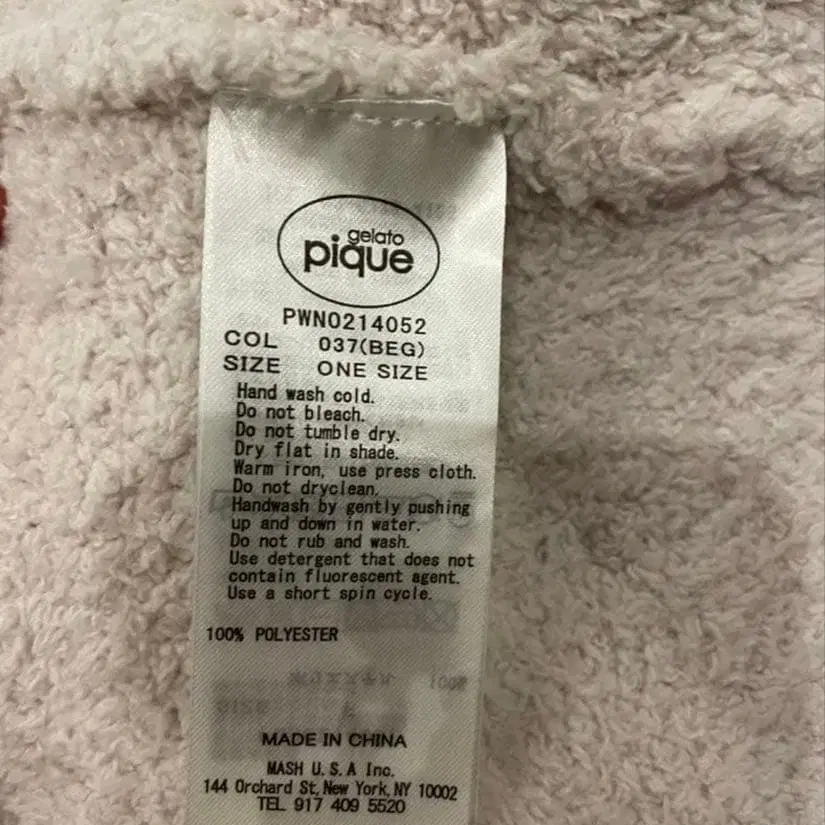 gelato
pique
PWNO214052
COL 037(BEG)
SIZE ONE SIZE
Hand wash cold.
Do not bleach.
Do not tumble dry.
Dry flat in shade.
Warm iron, use press cloth.
Do not dryclean.
Handwash by gently pushing
up and down in water.
Do not rub and wash.
Use detergent that does not
contain fluorescent agent.
Use a short spin cycle.
100% POLYESTER
MADE IN CHINA
MASH U.S.A Inc.
144 Orchard St, New York, NY 10002
TEL 917 409 5520